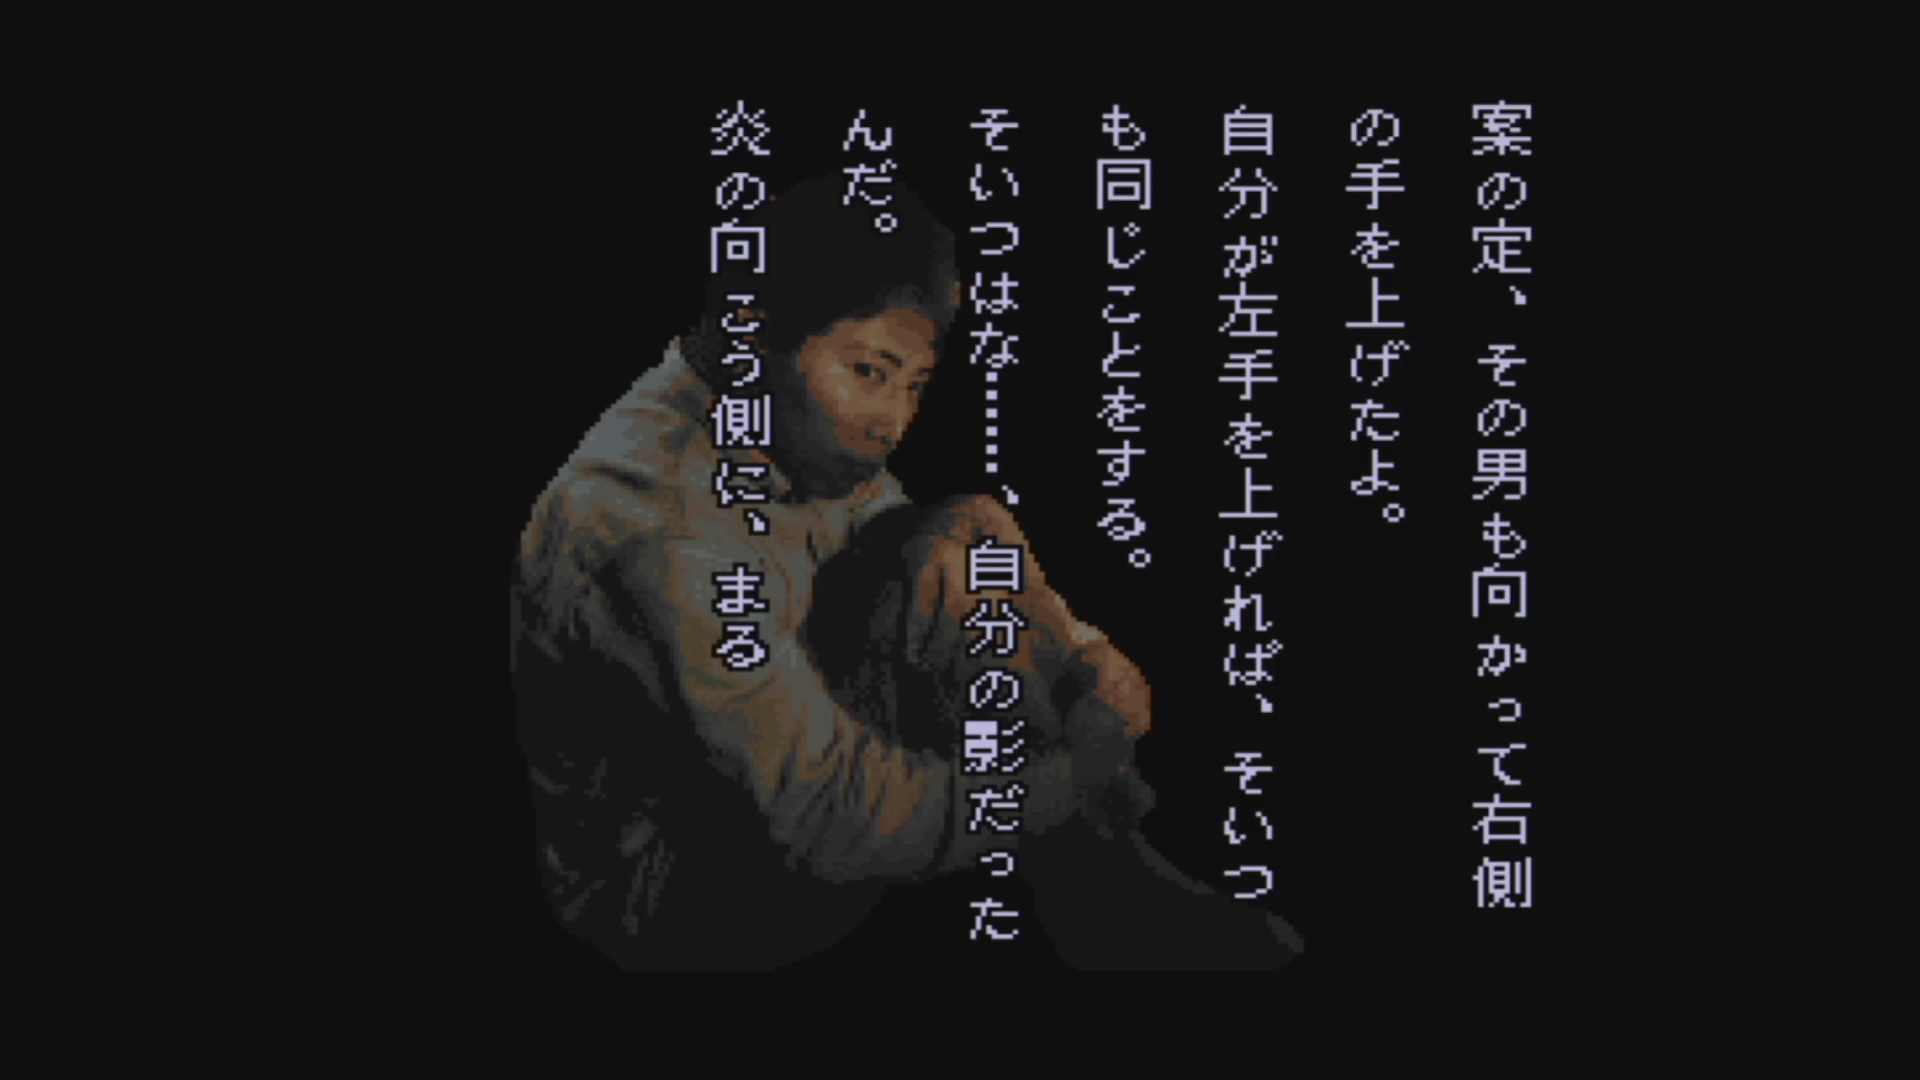 案の定、その男も向かって右側
の手を上げたよ。
自分が左手を上げれば、そいつ
も同じことをする。
そいつはな……、自分の影だった
んだ。
炎の向こう側に、まる